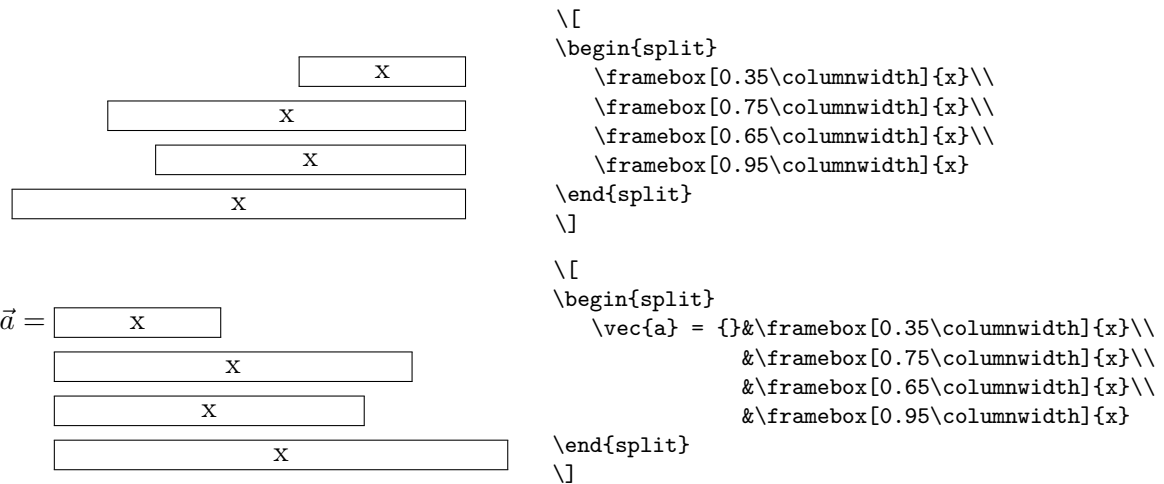 x
x
x
x
\[
\begin{split}
   \framebox[0.35\columnwidth]{x}\\
   \framebox[0.75\columnwidth]{x}\\
   \framebox[0.65\columnwidth]{x}\\
   \framebox[0.95\columnwidth]{x}
\end{split}
\]
$\vec{a}$ = x
x
x
x
\[
\begin{split}
   \vec{a} = {}&\framebox[0.35\columnwidth]{x}\\
               &\framebox[0.75\columnwidth]{x}\\
               &\framebox[0.65\columnwidth]{x}\\
               &\framebox[0.95\columnwidth]{x}
\end{split}
\]